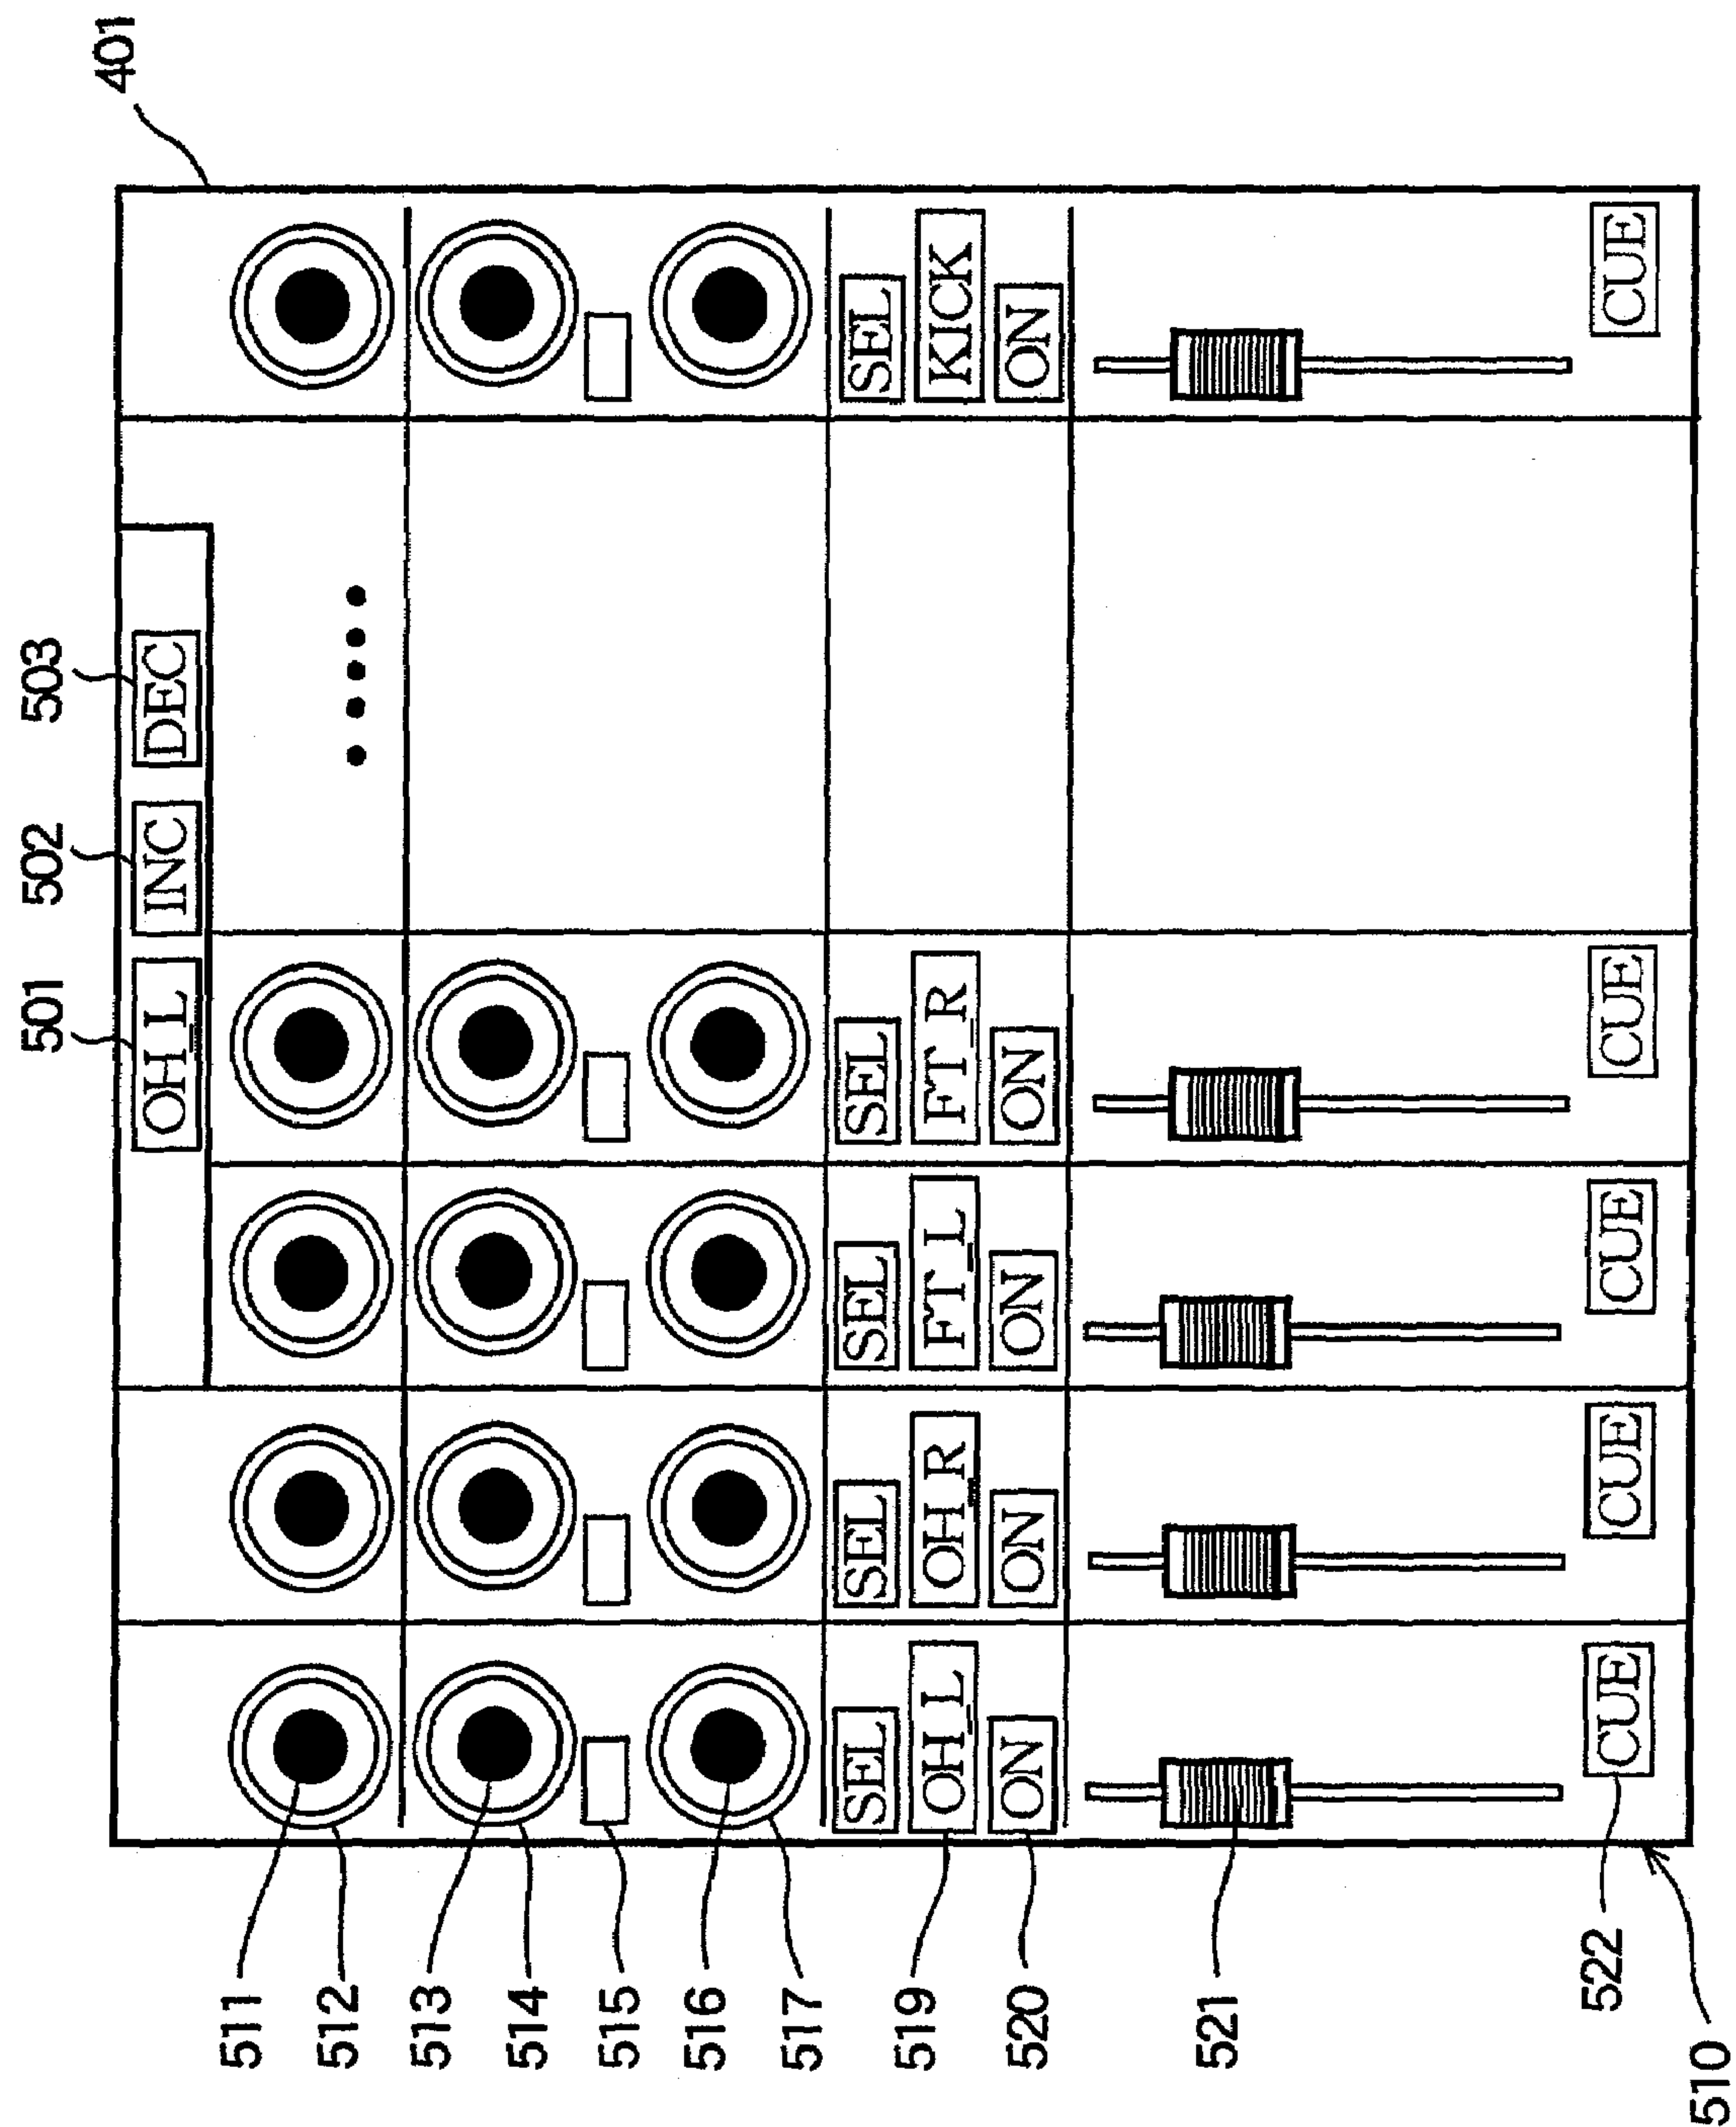 501 502 503
401
OH_L INC DEC
511
512
513
514
515
516
517
SEL SEL SEL SEL SEL
519 OH_L OH_R FT_L FT_R KICK
520 ON ON ON ON ON
521
522 CUE CUE CUE CUE CUE
510